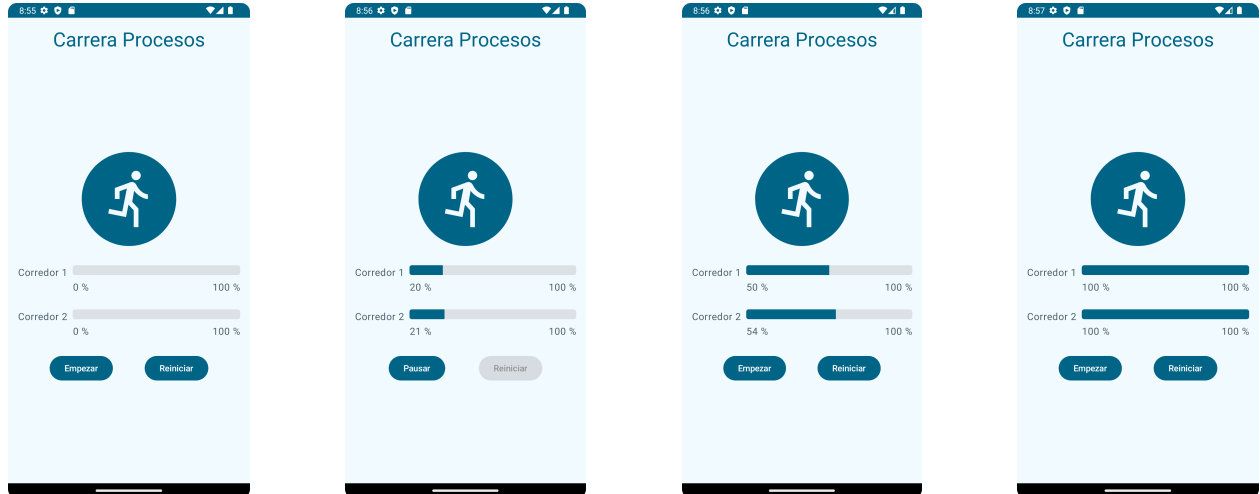 8:55
Carrera Procesos
Corredor 1
0 % 100 %
Corredor 2
0 % 100 %
Empezar Reiniciar
8:56
Carrera Procesos
Corredor 1
20 % 100 %
Corredor 2
21 % 100 %
Pausar Reiniciar
8:56
Carrera Procesos
Corredor 1
50 % 100 %
Corredor 2
54 % 100 %
Empezar Reiniciar
8:57
Carrera Procesos
Corredor 1
100 % 100 %
Corredor 2
100 % 100 %
Empezar Reiniciar